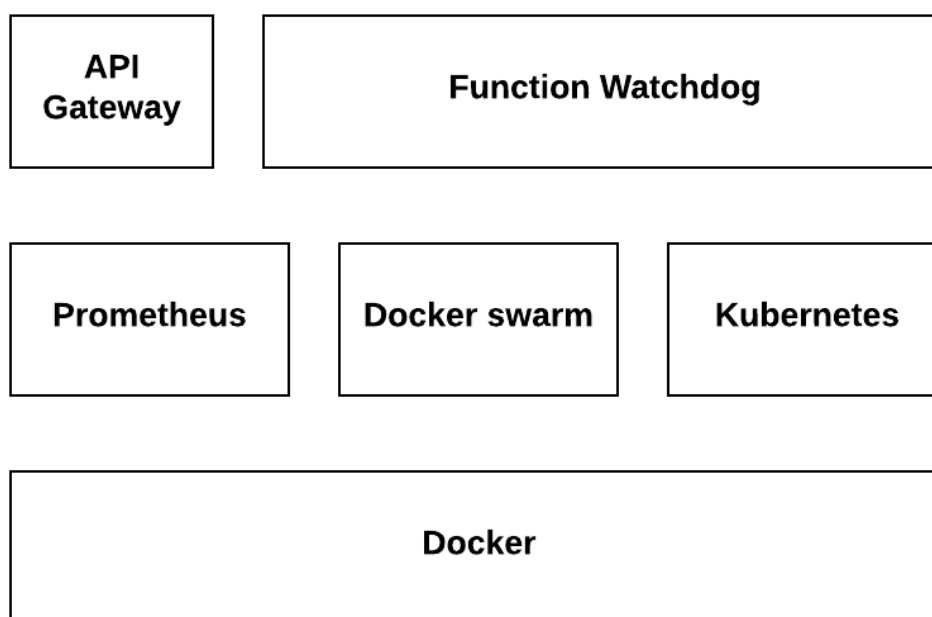 API
Gateway
Function Watchdog
Prometheus
Docker swarm
Kubernetes
Docker